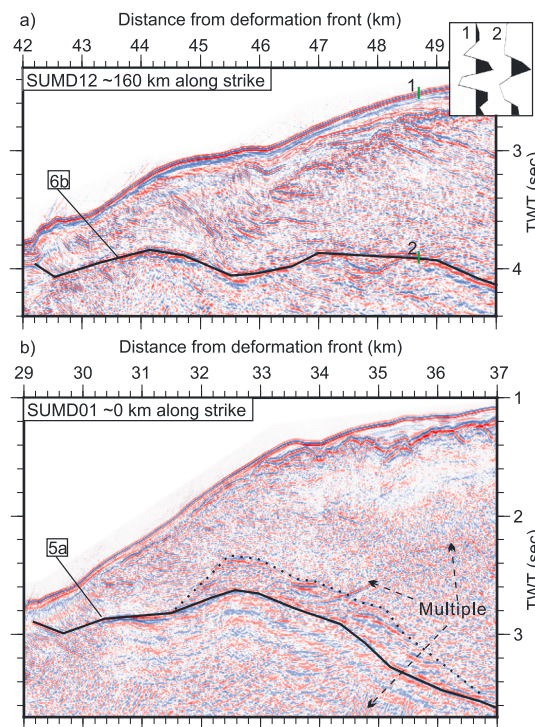 a)
Distance from deformation front (km)
42 43 44 45 46 47 48 49
1 2
SUMD12 ~160 km along strike
1
6b
2
3
4
TWT (sec)
b)
Distance from deformation front (km)
29 30 31 32 33 34 35 36 37
SUMD01 ~0 km along strike
5a
Multiple
1
2
3
TWT (sec)